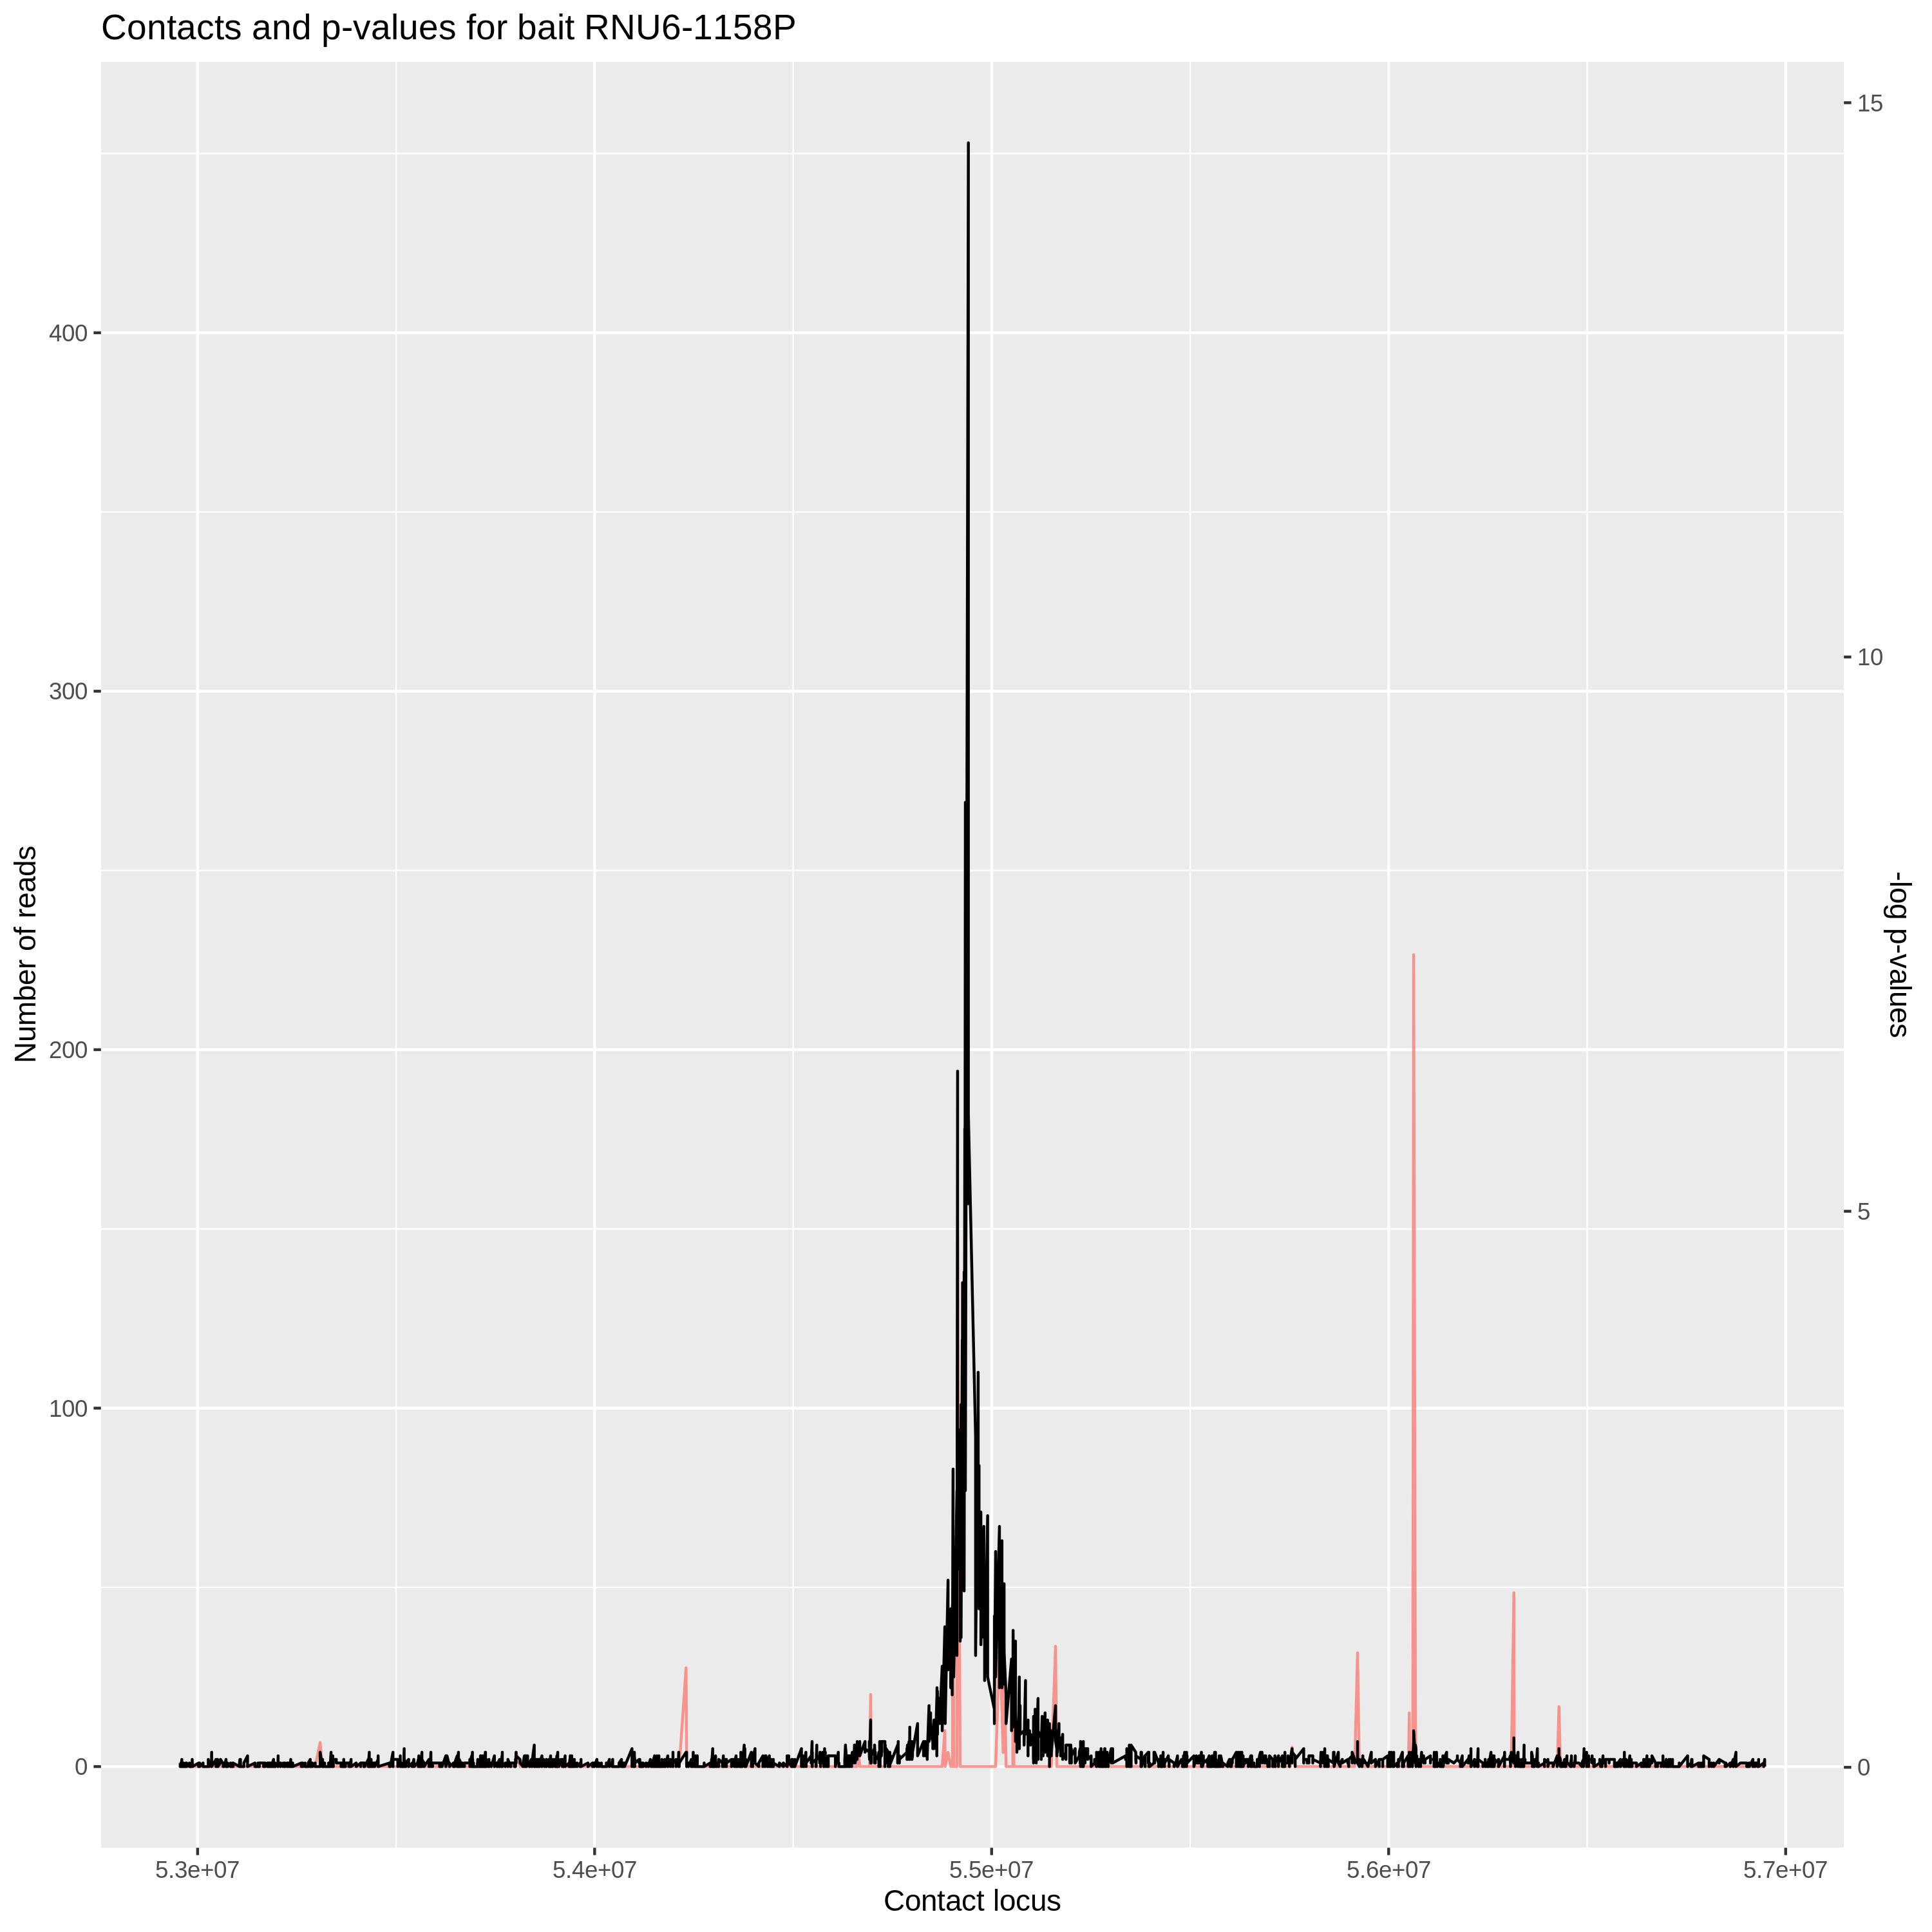 Contacts and p-values for bait RNU6-1158P
15
400
10
300
Number of reads
-log p-values
200
5
100
0
0
5.3e+07
5.4e+07
5.5e+07
5.6e+07
5.7e+07
Contact locus